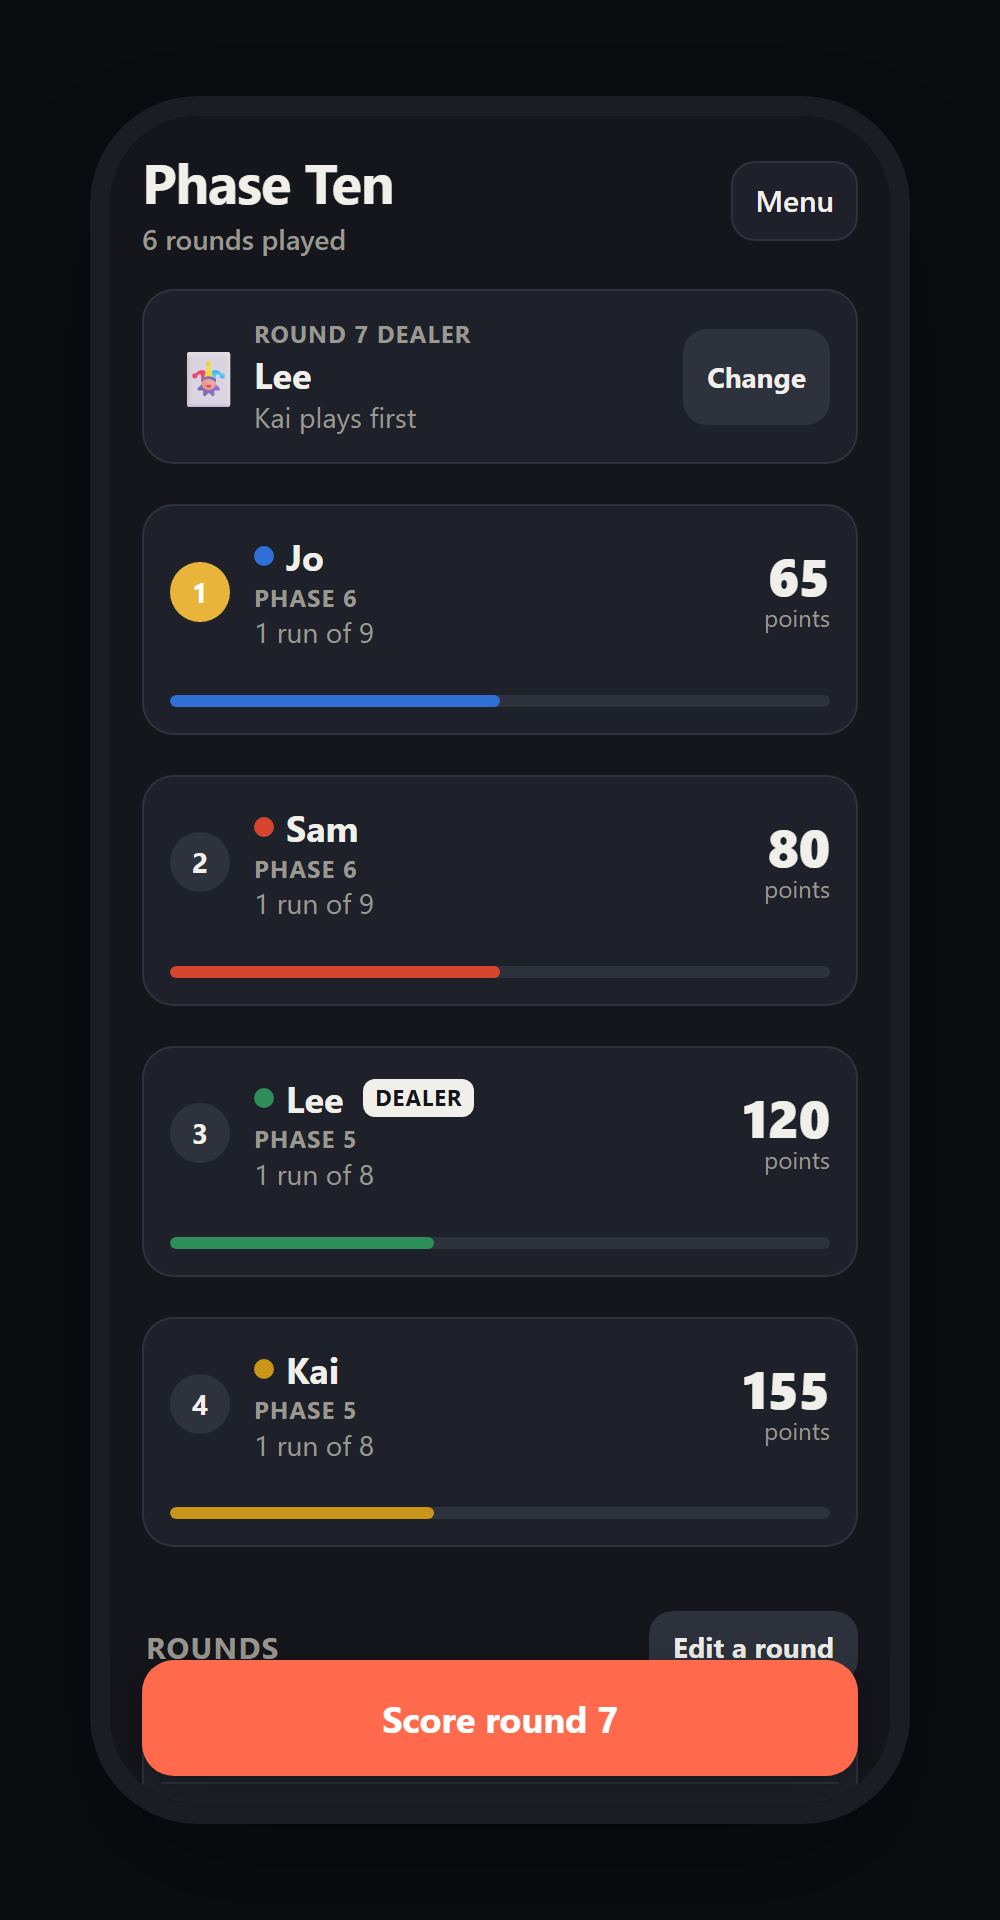 Phase Ten
Menu
6 rounds played
ROUND 7 DEALER
Lee
Kai plays first
Change
1
Jo
PHASE 6
1 run of 9
65
points
2
Sam
PHASE 6
1 run of 9
80
points
3
Lee
DEALER
PHASE 5
1 run of 8
120
points
4
Kai
PHASE 5
1 run of 8
155
points
ROUNDS
Edit a round
Score round 7